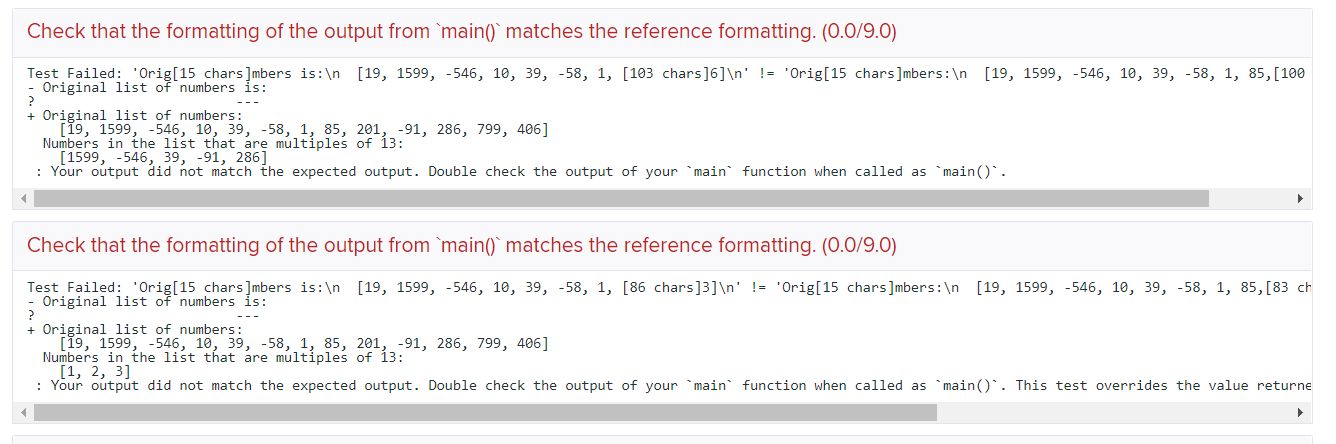 Check that the formatting of the output from `main()` matches the reference formatting. (0.0/9.0)
Test Failed: 'Orig[15 chars]mbers is:\n  [19, 1599, -546, 10, 39, -58, 1, [103 chars]6]\n' != 'Orig[15 chars]mbers:\n  [19, 1599, -546, 10, 39, -58, 1, 85,[100
- Original list of numbers is:
?                         ---
+ Original list of numbers:
    [19, 1599, -546, 10, 39, -58, 1, 85, 201, -91, 286, 799, 406]
  Numbers in the list that are multiples of 13:
    [1599, -546, 39, -91, 286]
 : Your output did not match the expected output. Double check the output of your `main` function when called as `main()`.
Check that the formatting of the output from `main()` matches the reference formatting. (0.0/9.0)
Test Failed: 'Orig[15 chars]mbers is:\n  [19, 1599, -546, 10, 39, -58, 1, [86 chars]3]\n' != 'Orig[15 chars]mbers:\n  [19, 1599, -546, 10, 39, -58, 1, 85,[83 ch
- Original list of numbers is:
?                         ---
+ Original list of numbers:
    [19, 1599, -546, 10, 39, -58, 1, 85, 201, -91, 286, 799, 406]
  Numbers in the list that are multiples of 13:
    [1, 2, 3]
 : Your output did not match the expected output. Double check the output of your `main` function when called as `main()`. This test overrides the value returne